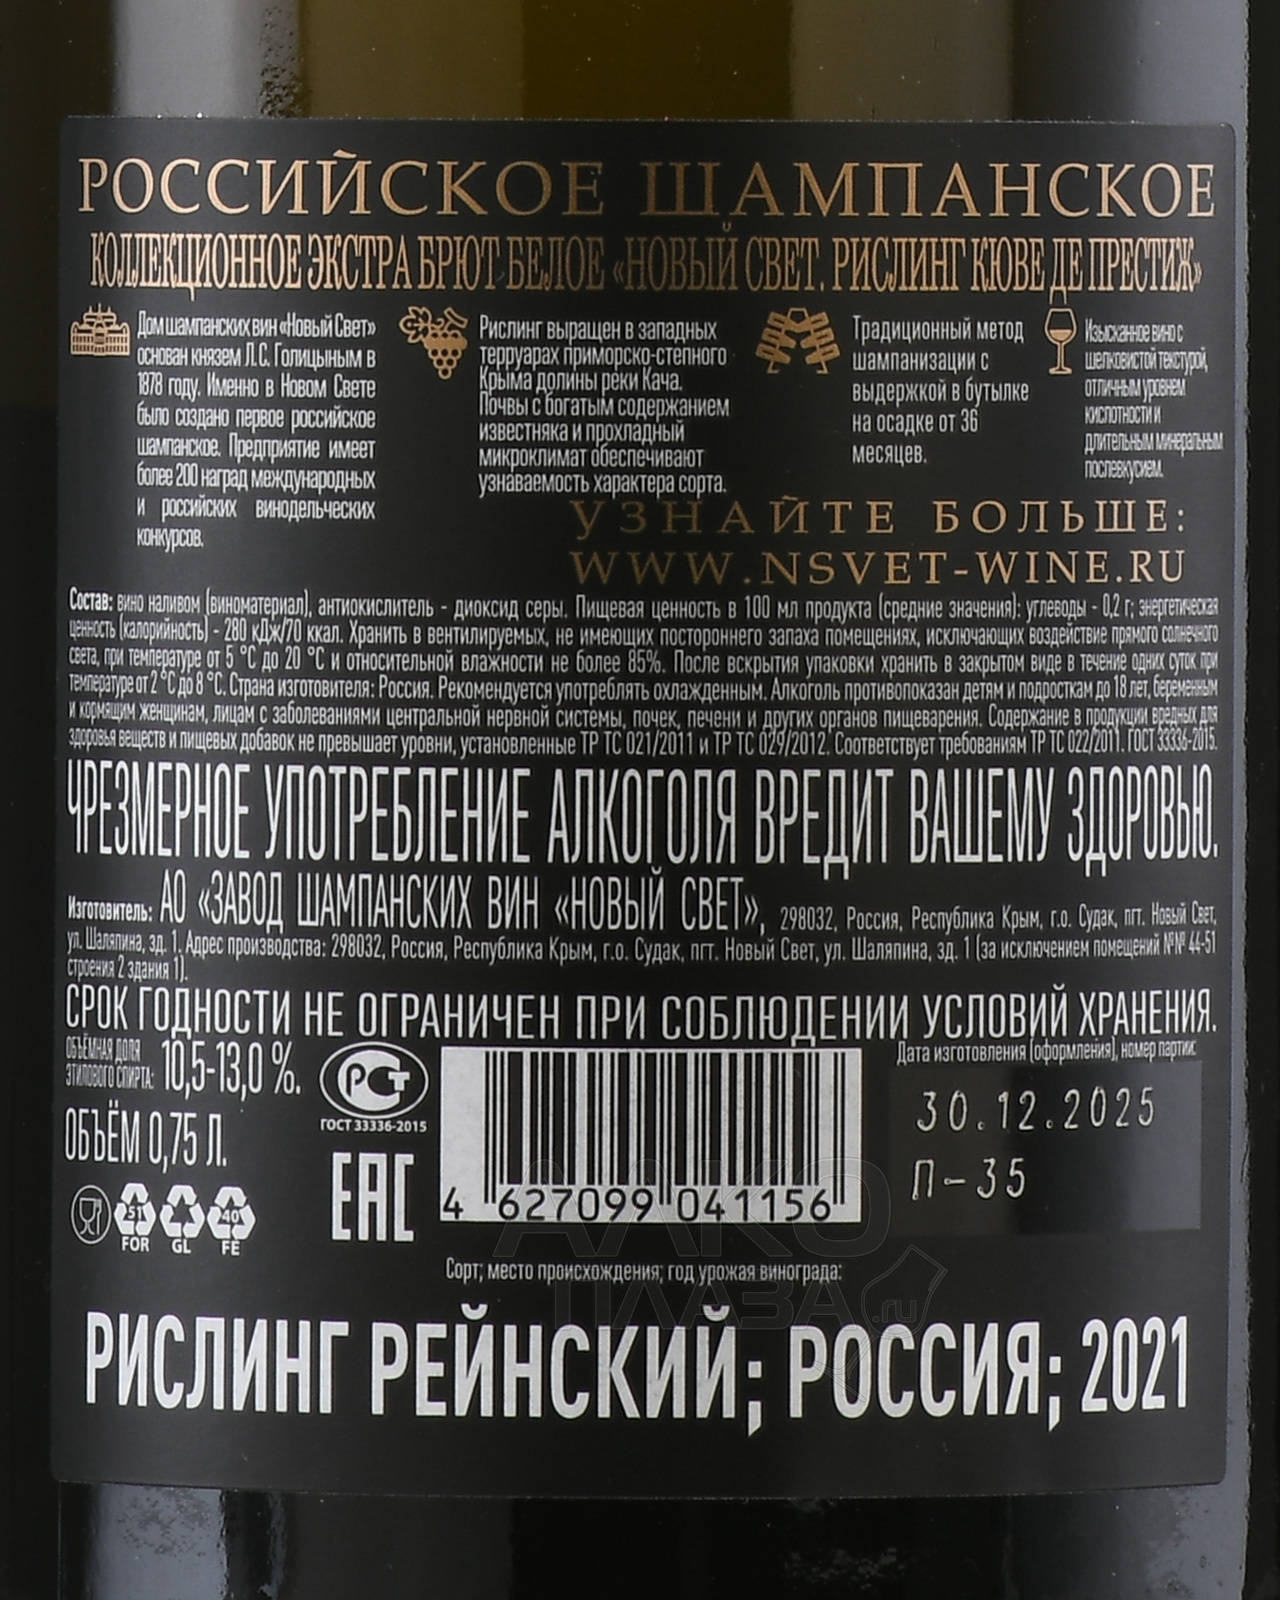 РОССИЙСКОЕ ШАМПАНСКОЕ
КОЛЛЕКЦИОННОЕ ЭКСТРА БРЮТ БЕЛОЕ «НОВЫЙ СВЕТ. РИСЛИНГ КЮВЕ ДЕ ПРЕСТИЖ»
Дом шампанских вин «Новый Свет»
основан князем Л.С. Голицыным в
1878 году. Именно в Новом Свете
было создано первое российское
шампанское. Предприятие имеет
более 200 наград международных
и российских винодельческих
конкурсов.
Рислинг выращен в западных
терруарах приморско-степного
Крыма долины реки Кача.
Почвы с богатым содержанием
известняка и прохладный
микроклимат обеспечивают
узнаваемость характера сорта.
Традиционный метод
шампанизации с
выдержкой в бутылке
на осадке от 36
месяцев.
Изысканное вино с
шелковистой текстурой,
отличным уровнем
кислотности и
длительным минеральным
послевкусием.
УЗНАЙТЕ БОЛЬШЕ:
WWW.NSVET-WINE.RU
Состав: вино наливом (виноматериал), антиокислитель - диоксид серы. Пищевая ценность в 100 мл продукта (средние значения): углеводы - 0,2 г; энергетическая
ценность (калорийность) - 280 кДж/70 ккал. Хранить в вентилируемых, не имеющих постороннего запаха помещениях, исключающих воздействие прямого солнечного
света, при температуре от 5 °С до 20 °С и относительной влажности не более 85%. После вскрытия упаковки хранить в закрытом виде в течение одних суток при
температуре от 2 °С до 8 °С. Страна изготовителя: Россия. Рекомендуется употреблять охлажденным. Алкоголь противопоказан детям и подросткам до 18 лет, беременным
и кормящим женщинам, лицам с заболеваниями центральной нервной системы, почек, печени и других органов пищеварения. Содержание в продукции вредных для
здоровья веществ и пищевых добавок не превышает уровни, установленные ТР ТС 021/2011 и ТР ТС 029/2012. Соответствует требованиям ТР ТС 022/2011. ГОСТ 33336-2015.
ЧРЕЗМЕРНОЕ УПОТРЕБЛЕНИЕ АЛКОГОЛЯ ВРЕДИТ ВАШЕМУ ЗДОРОВЬЮ.
Изготовитель: АО «ЗАВОД ШАМПАНСКИХ ВИН «НОВЫЙ СВЕТ», 298032, Россия, Республика Крым, г.о. Судак, пгт. Новый Свет,
ул. Шаляпина, зд. 1. Адрес производства: 298032, Россия, Республика Крым, г.о. Судак, пгт. Новый Свет, ул. Шаляпина, зд. 1 (за исключением помещений №№ 44-51
строения 2 здания 1).
СРОК ГОДНОСТИ НЕ ОГРАНИЧЕН ПРИ СОБЛЮДЕНИИ УСЛОВИЙ ХРАНЕНИЯ.
ОБЪЁМНАЯ ДОЛЯ
ЭТИЛОВОГО СПИРТА: 10,5-13,0 %.
ОБЪЁМ 0,75 Л.
51
FOR
GL
40
FE
РСТ
ГОСТ 33336-2015
ЕАС
4 627099 041156
Дата изготовления (оформления), номер партии:
30.12.2025
П-35
Сорт; место происхождения; год урожая винограда:
РИСЛИНГ РЕЙНСКИЙ; РОССИЯ; 2021
АЛКО
ПЛАЗА
.ru